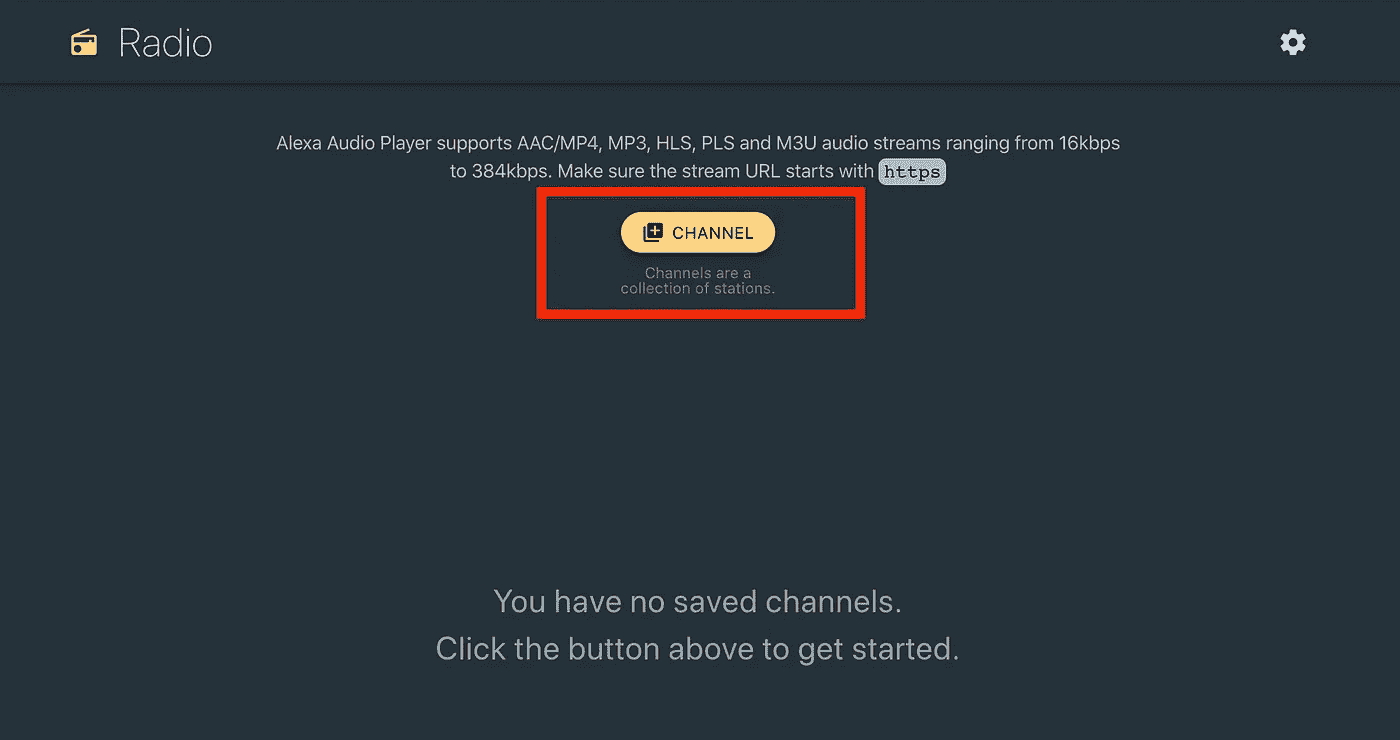 Radio
Alexa Audio Player supports AAC/MP4, MP3, HLS, PLS and M3U audio streams ranging from 16kbps
to 384kbps. Make sure the stream URL starts with https
CHANNEL
Channels are a
collection of stations.
You have no saved channels.
Click the button above to get started.